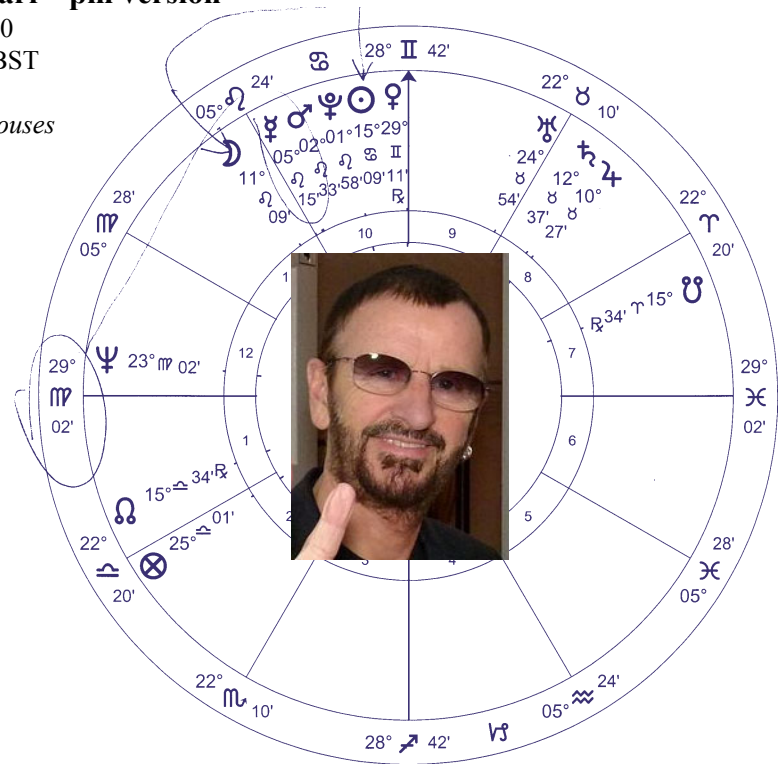 0
BST
ouses
28° ♊ 42'
♋
22° ♉ 10'
05° ♌ 24'
☿ 05° ♌ 15'
♂ 02° ♌ 33'
♇ 01° ♌ 58'
☉ 15° ♋ 09'
♀ 29° ♊ 11' ℞
♅ 24° ♉ 54'
♄ 12° ♉ 37'
♃ 10° ♉ 27'
☽ 11° ♌ 09'
28' ♍ 05°
22° ♈ 20'
10
9
1
8
☋ 15° ♈ 34' ℞
♆ 23° ♍ 02'
12
7
29° ♍ 02'
29° ♓ 02'
1
6
☊ 15° ♎ 34' ℞
⊗ 25° ♎ 01'
2
5
22° ♎ 20'
28' ♓ 05°
3
4
22° ♏ 10'
05° ♒ 24'
28° ♐ 42'
♑